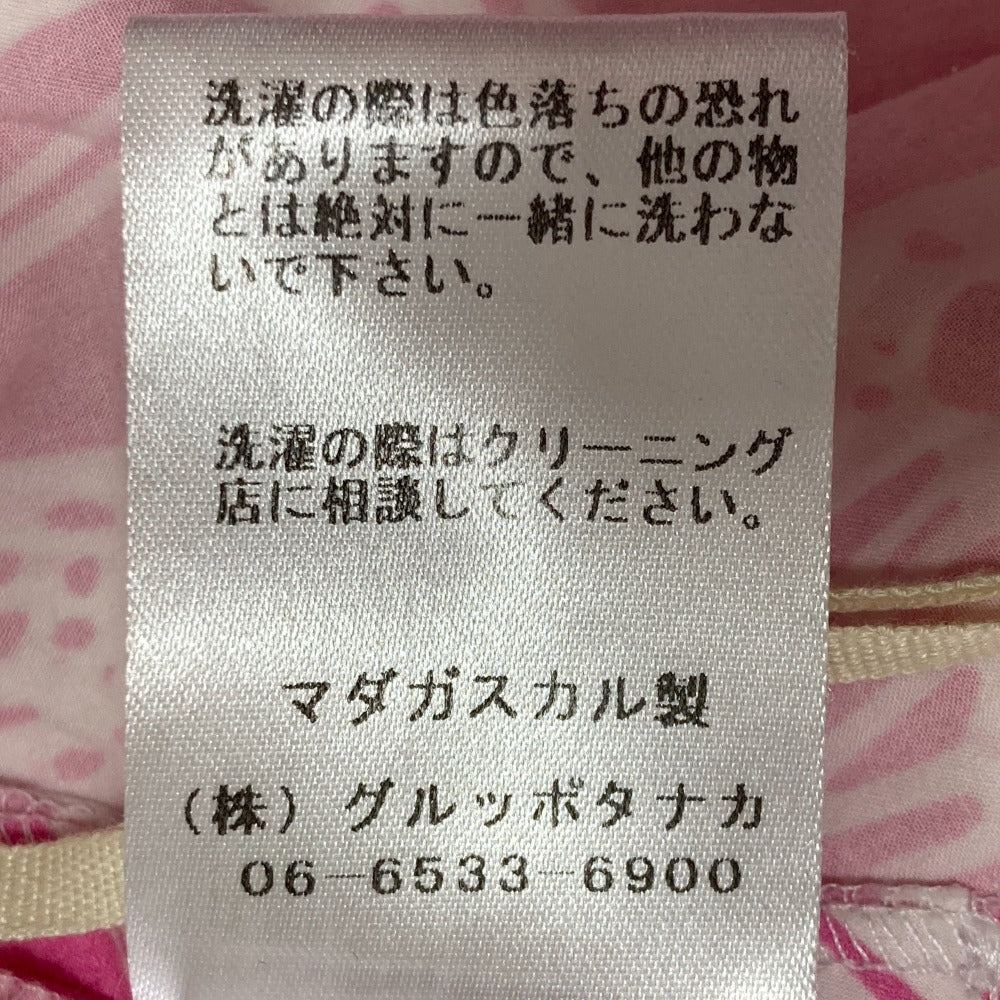 洗濯の際は色落ちの恐れ
がありますので、他の物
とは絶対に一緒に洗わな
いで下さい。
洗濯の際はクリーニング
店に相談してください。
マダガスカル製
(株)グルッポタナカ
06-6533-6900